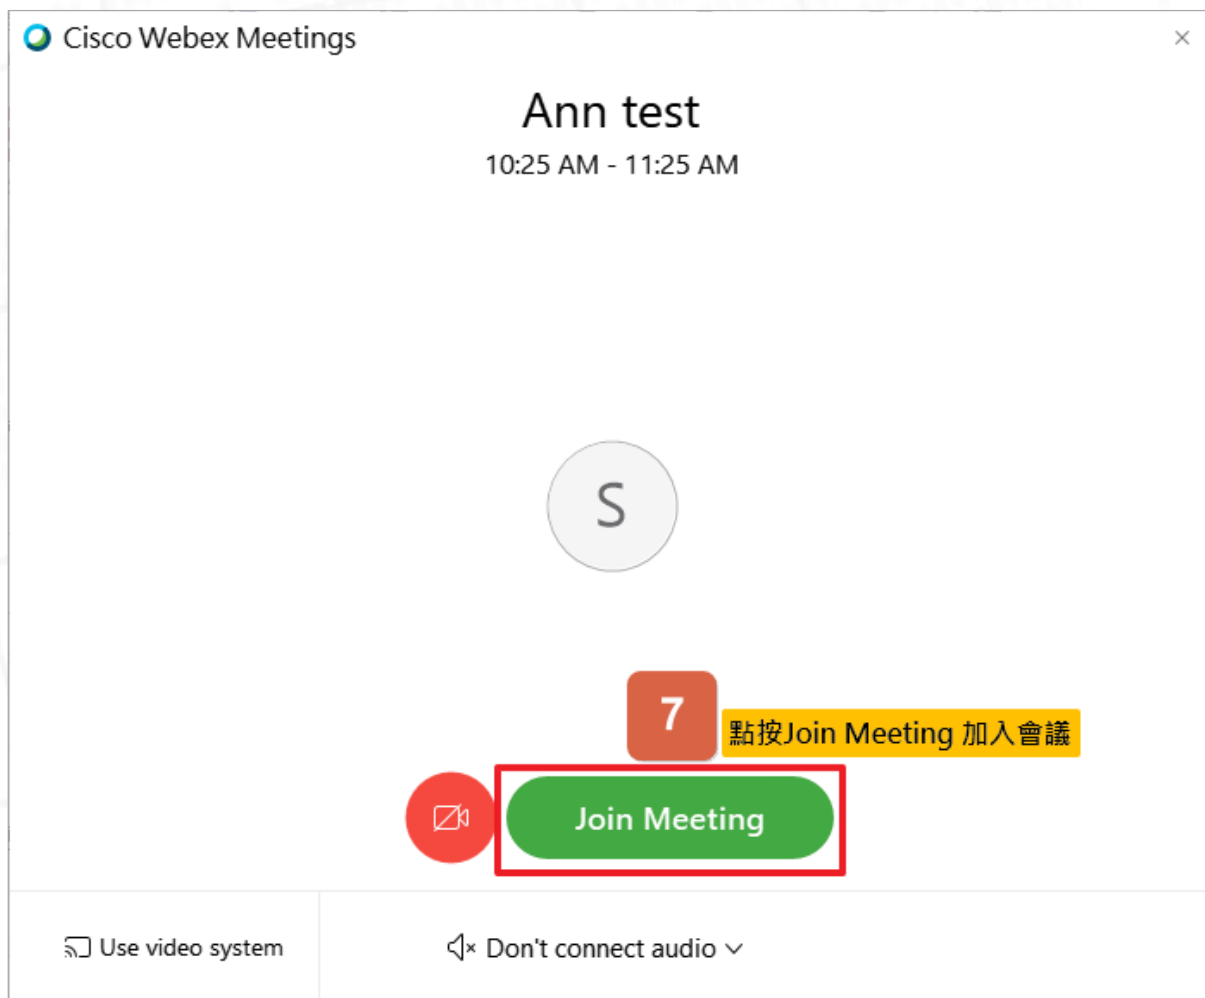 Cisco Webex Meetings
Ann test
10:25 AM - 11:25 AM
S
7
點按Join Meeting 加入會議
Join Meeting
Use video system
Don't connect audio